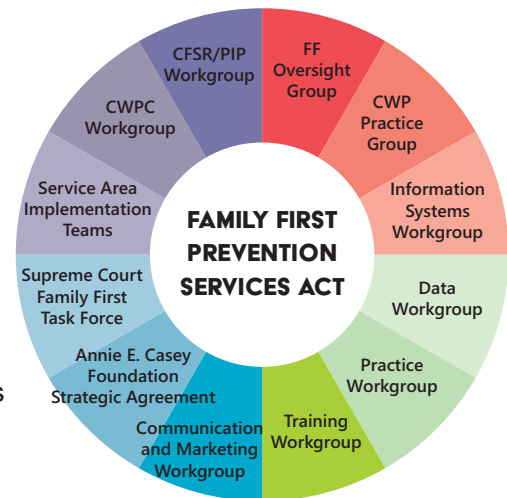 FF
Oversight
Group
CWP
Practice
Group
Information
Systems
Workgroup
Data
Workgroup
Practice
Workgroup
Training
Workgroup
Communication
and Marketing
Workgroup
Annie E. Casey
Foundation
Strategic Agreement
Supreme Court
Family First
Task Force
Service Area
Implementation
Teams
CWPC
Workgroup
CFSR/PIP
Workgroup
FAMILY FIRST
PREVENTION
SERVICES ACT
s